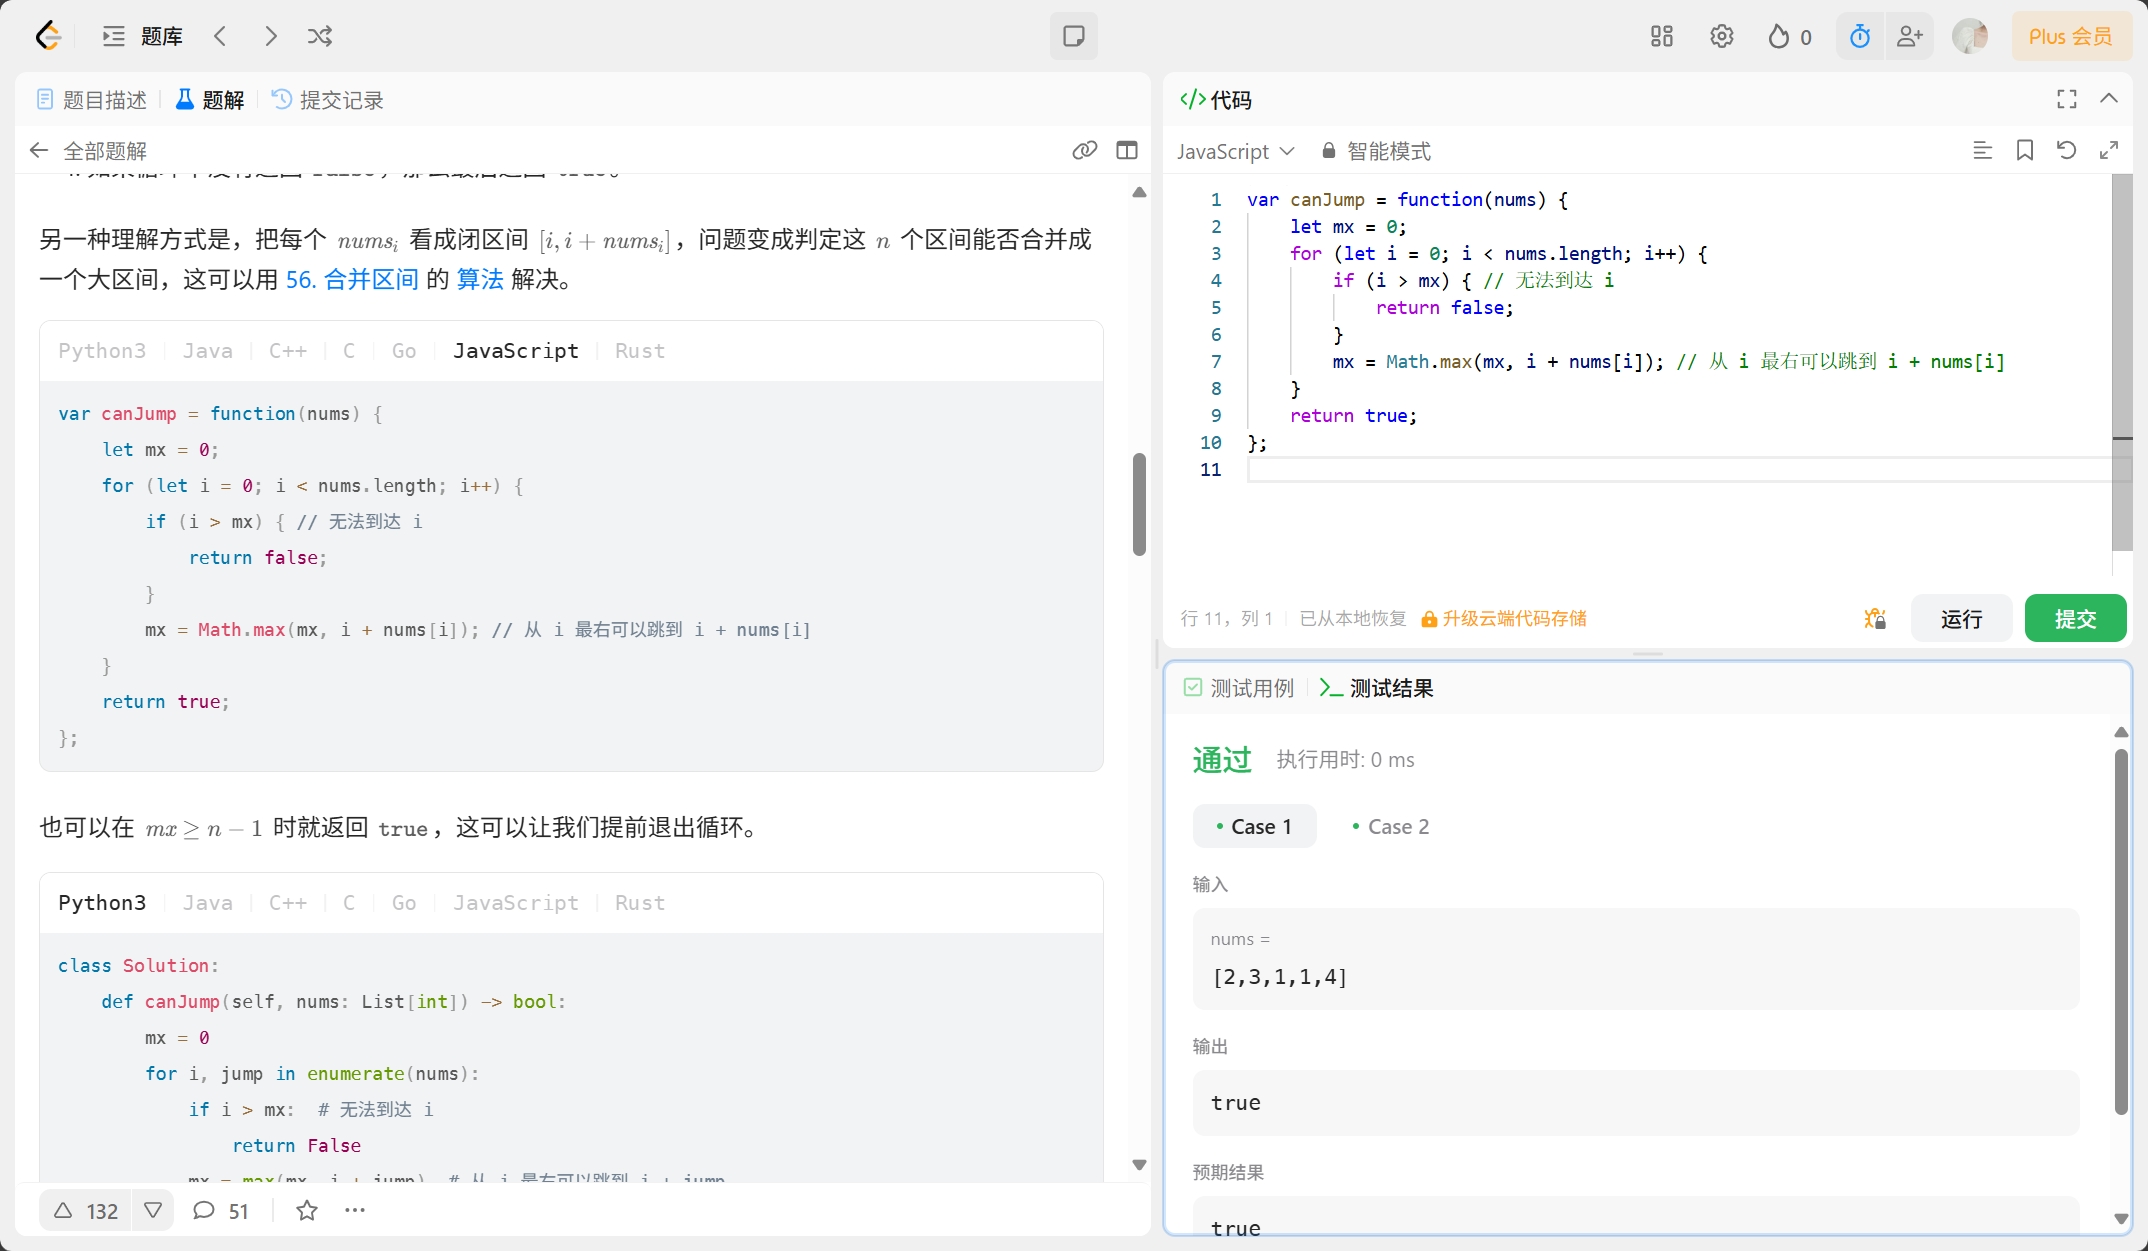 题库
0
Plus 会员
题目描述
题解
提交记录
全部题解
另一种理解方式是，把每个 nums_i 看成闭区间 [i, i + nums_i]，问题变成判定这 n 个区间能否合并成
一个大区间，这可以用 56. 合并区间 的 算法 解决。
Python3 Java C++ C Go JavaScript Rust
var canJump = function(nums) {
    let mx = 0;
    for (let i = 0; i < nums.length; i++) {
        if (i > mx) { // 无法到达 i
            return false;
        }
        mx = Math.max(mx, i + nums[i]); // 从 i 最右可以跳到 i + nums[i]
    }
    return true;
};
也可以在 mx ≥ n − 1 时就返回 true，这可以让我们提前退出循环。
Python3 Java C++ C Go JavaScript Rust
class Solution:
    def canJump(self, nums: List[int]) -> bool:
        mx = 0
        for i, jump in enumerate(nums):
            if i > mx:  # 无法到达 i
                return False
            mx = max(mx, i + jump)  # 从 i 最右可以跳到 i + jump
132
51
代码
JavaScript
智能模式
1 var canJump = function(nums) {
2     let mx = 0;
3     for (let i = 0; i < nums.length; i++) {
4         if (i > mx) { // 无法到达 i
5             return false;
6         }
7         mx = Math.max(mx, i + nums[i]); // 从 i 最右可以跳到 i + nums[i]
8     }
9     return true;
10 };
11
行 11，列 1
已从本地恢复
升级云端代码存储
运行
提交
测试用例
测试结果
通过
执行用时: 0 ms
Case 1
Case 2
输入
nums =
[2,3,1,1,4]
输出
true
预期结果
true